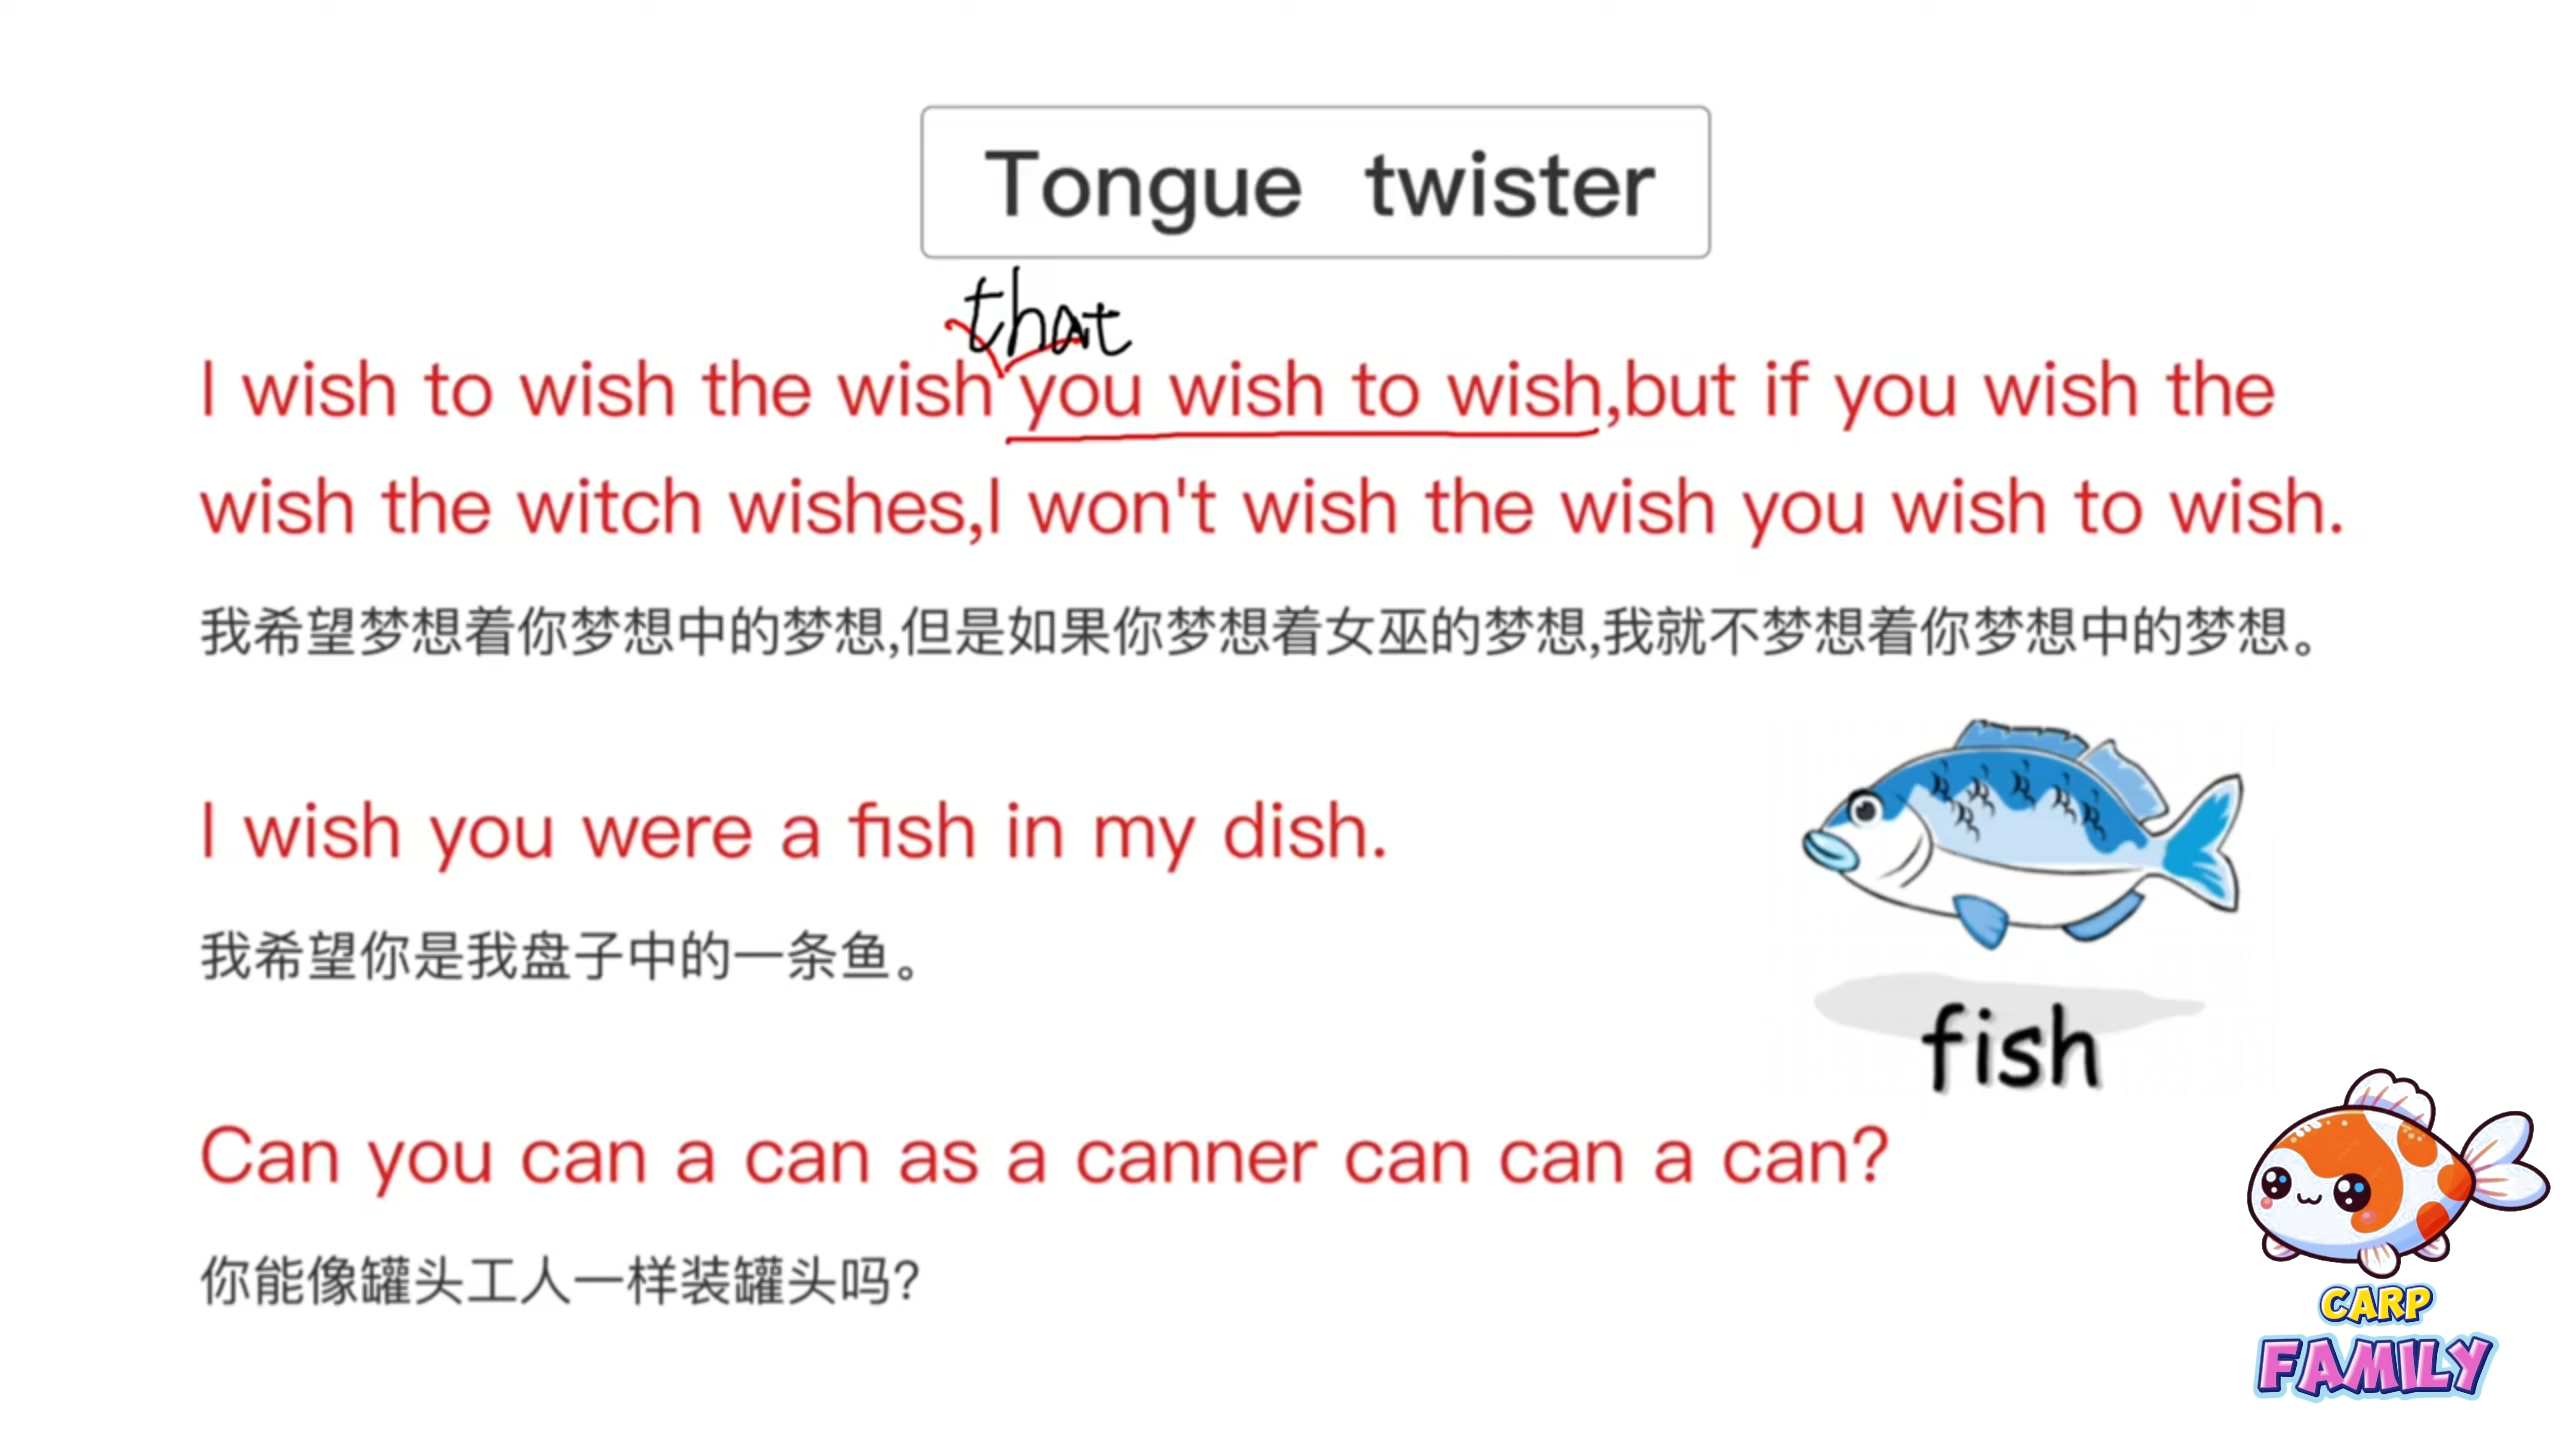 Tongue twister
that
I wish to wish the wish you wish to wish,but if you wish the
wish the witch wishes,I won't wish the wish you wish to wish.
我希望梦想着你梦想中的梦想,但是如果你梦想着女巫的梦想,我就不梦想着你梦想中的梦想。
I wish you were a fish in my dish.
我希望你是我盘子中的一条鱼。
fish
Can you can a can as a canner can can a can?
你能像罐头工人一样装罐头吗?
CARP
FAMILY